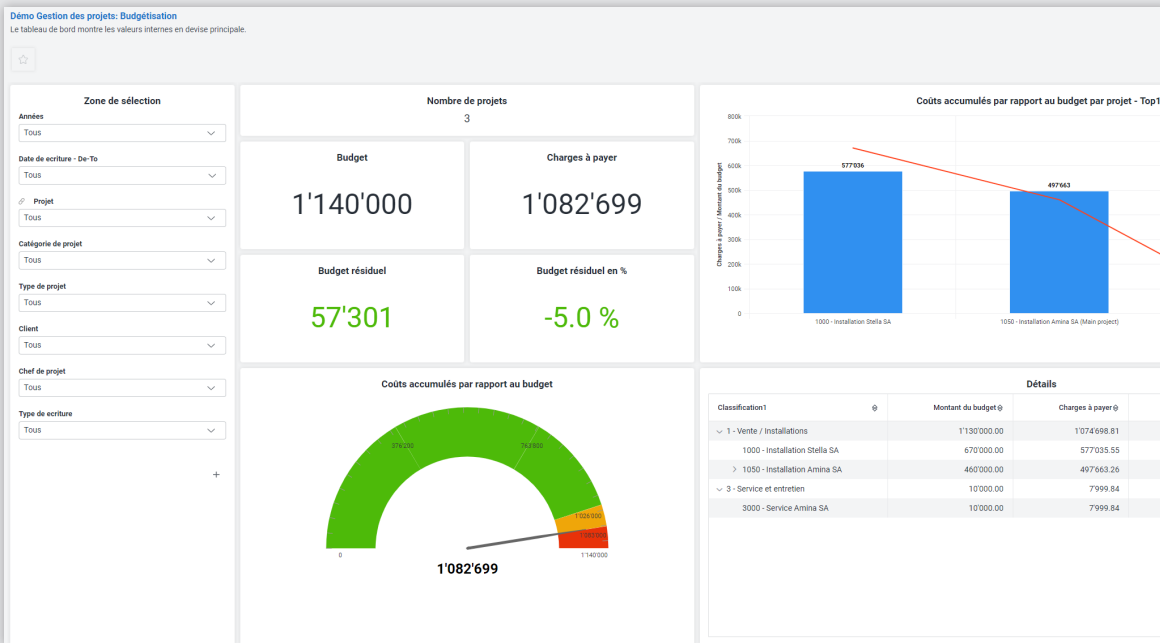 Démo Gestion des projets: Budgétisation
Le tableau de bord montre les valeurs internes en devise principale.
Zone de sélection
Années
Tous
Date de ecriture - De-To
Tous
Projet
Tous
Catégorie de projet
Tous
Type de projet
Tous
Client
Tous
Chef de projet
Tous
Type de ecriture
Tous
+
Nombre de projets
3
Budget
1'140'000
Charges à payer
1'082'699
Budget résiduel
57'301
Budget résiduel en %
-5.0 %
Coûts accumulés par rapport au budget par projet - Top1
Charges à payer / Montant du budget
800k
700k
600k
500k
400k
300k
200k
100k
0
577'036
497'663
1000 - Installation Stella SA
1050 - Installation Amina SA (Main project)
Coûts accumulés par rapport au budget
0
576'200
763'800
1'026'000
1'140'000
1'082'699
Détails
Classification1 Montant du budget Charges à payer
1 - Vente / Installations 1'130'000.00 1'074'698.81
1000 - Installation Stella SA 670'000.00 577'035.55
1050 - Installation Amina SA 460'000.00 497'663.26
3 - Service et entretien 10'000.00 7'999.84
3000 - Service Amina SA 10'000.00 7'999.84